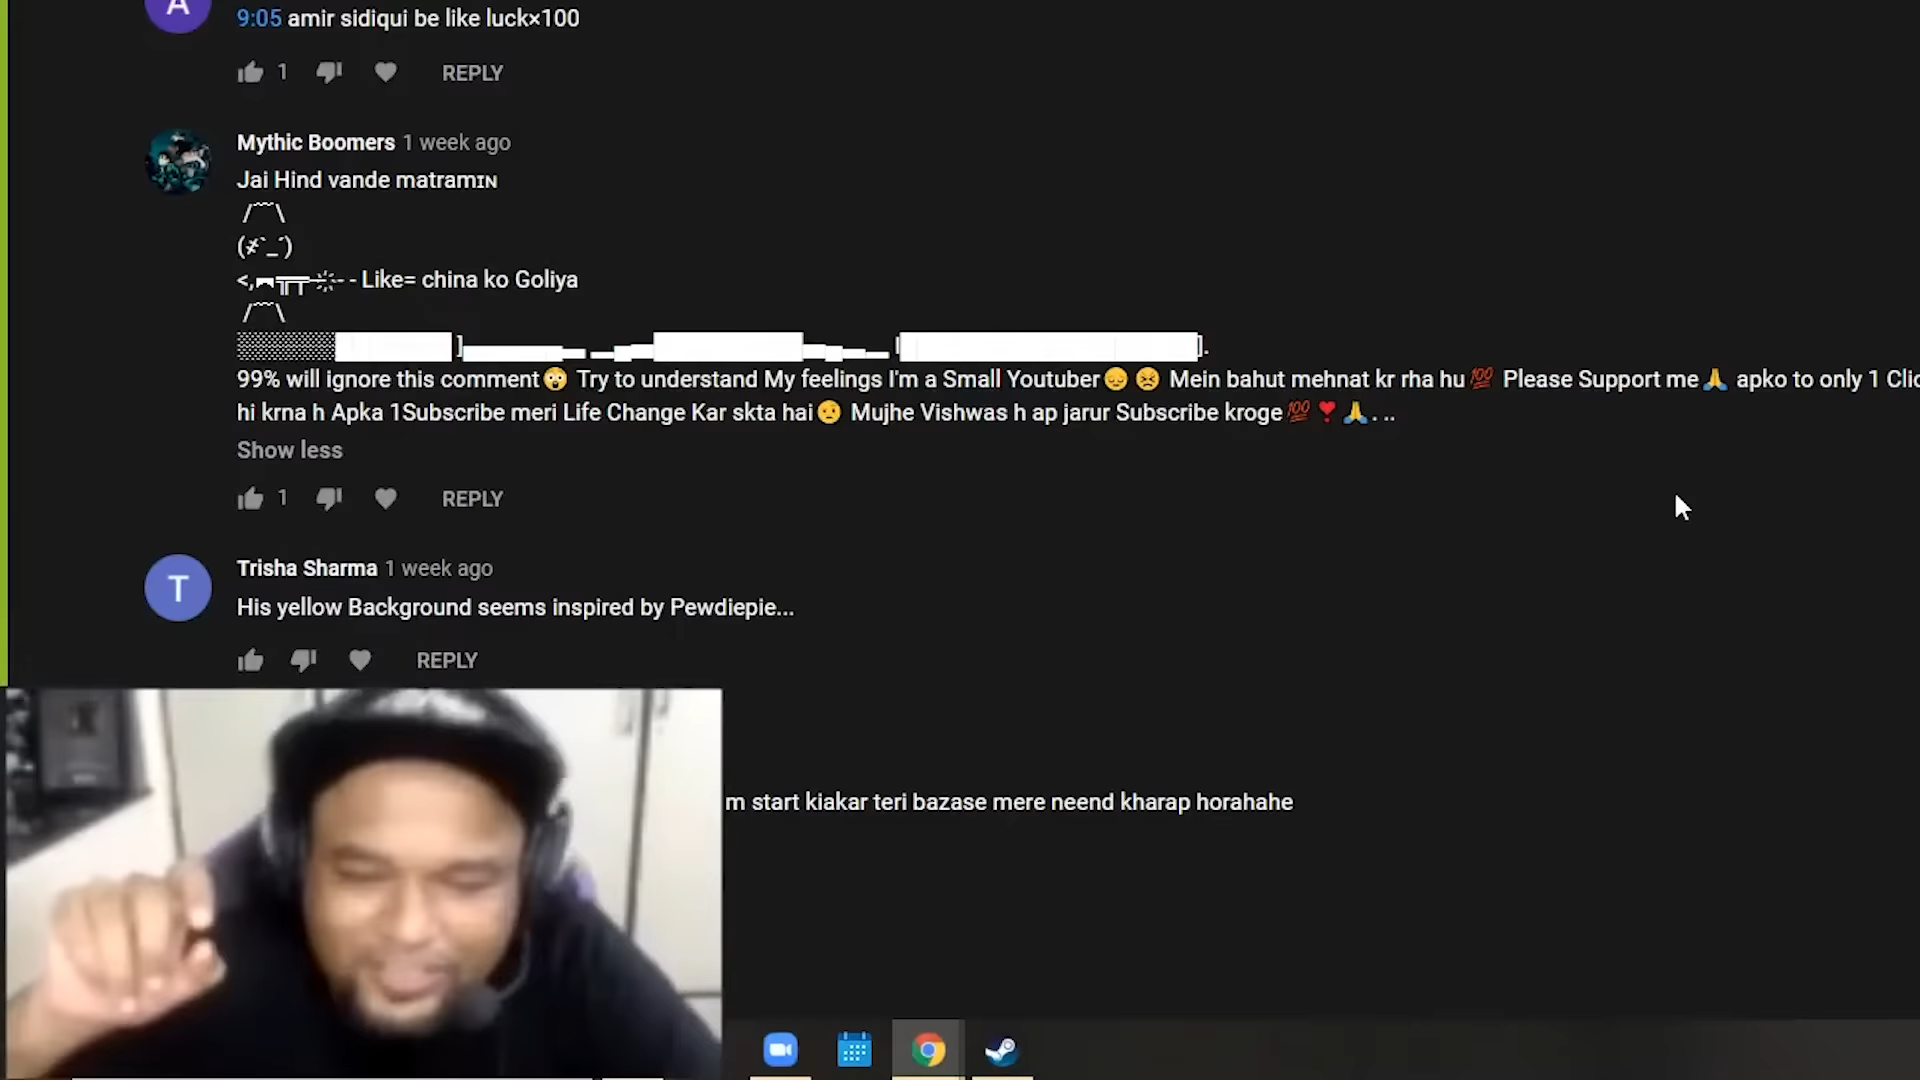 A
9:05 amir sidiqui be like luck×100
1 REPLY
Mythic Boomers 1 week ago
Jai Hind vande matramɪɴ
Like= china ko Goliya
99% will ignore this comment😲 Try to understand My feelings I'm a Small Youtuber😔 😣 Mein bahut mehnat kr rha hu💯 Please Support me🙏 apko to only 1 Clic
hi krna h Apka 1Subscribe meri Life Change Kar skta hai😟 Mujhe Vishwas h ap jarur Subscribe kroge💯❣️🙏. ..
Show less
1 REPLY
T
Trisha Sharma 1 week ago
His yellow Background seems inspired by Pewdiepie...
REPLY
m start kiakar teri bazase mere neend kharap horahahe